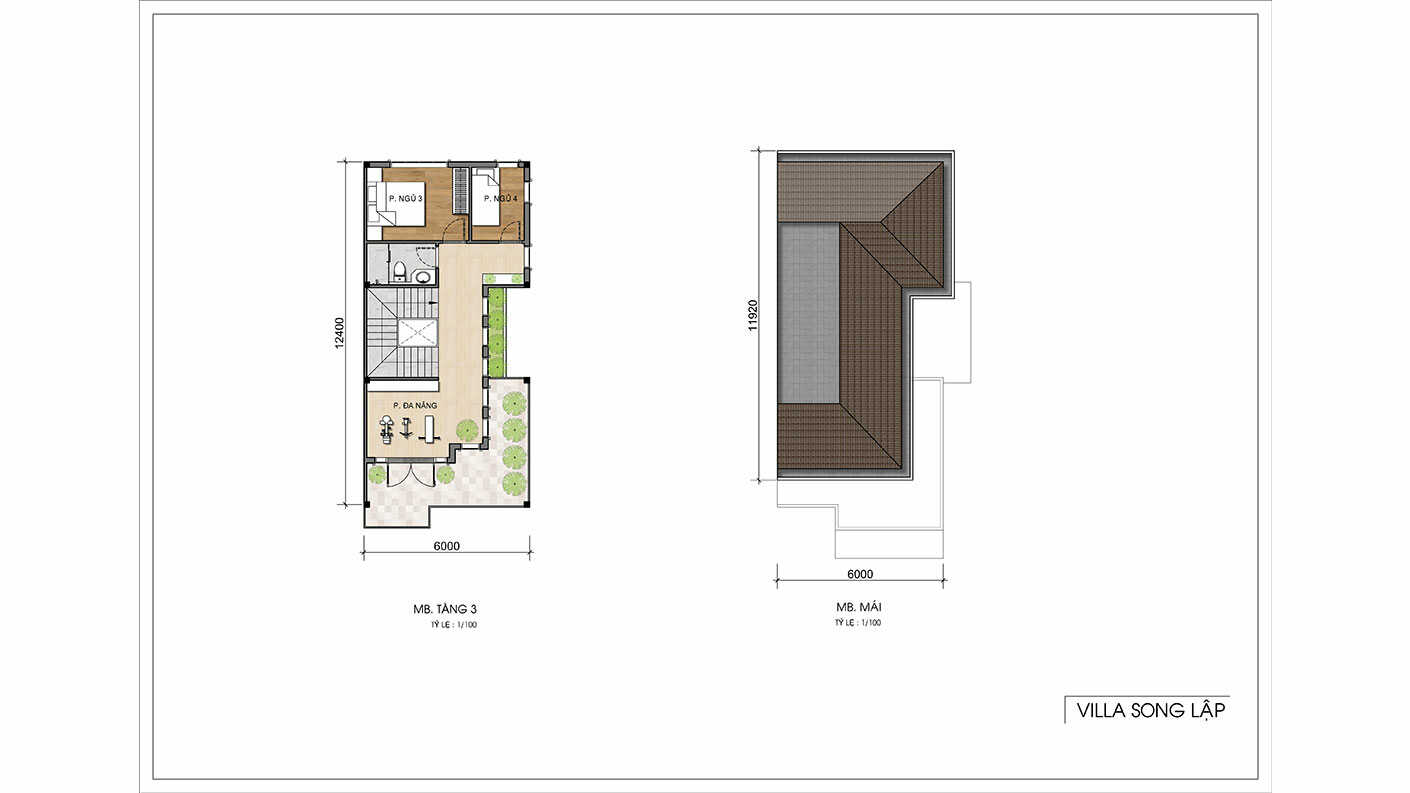 P. NGỦ 3
P. NGỦ 4
12400
P. ĐA NĂNG
6000
MB. TẦNG 3
TỶ LỆ : 1/100
11920
6000
MB. MÁI
TỶ LỆ : 1/100
VILLA SONG LẬP